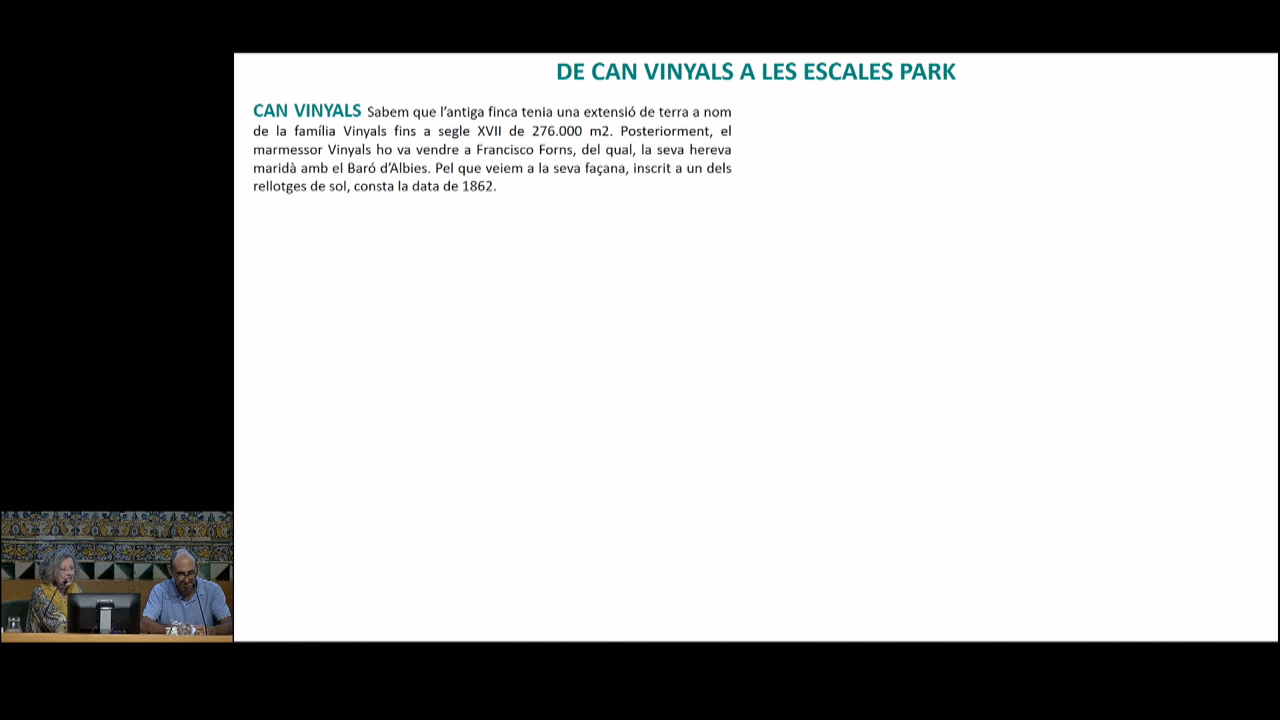 DE CAN VINYALS A LES ESCALES PARK
CAN VINYALS Sabem que l’antiga finca tenia una extensió de terra a nom
de la família Vinyals fins a segle XVII de 276.000 m2. Posteriorment, el
marmessor Vinyals ho va vendre a Francisco Forns, del qual, la seva hereva
maridà amb el Baró d’Albies. Pel que veiem a la seva façana, inscrit a un dels
rellotges de sol, consta la data de 1862.